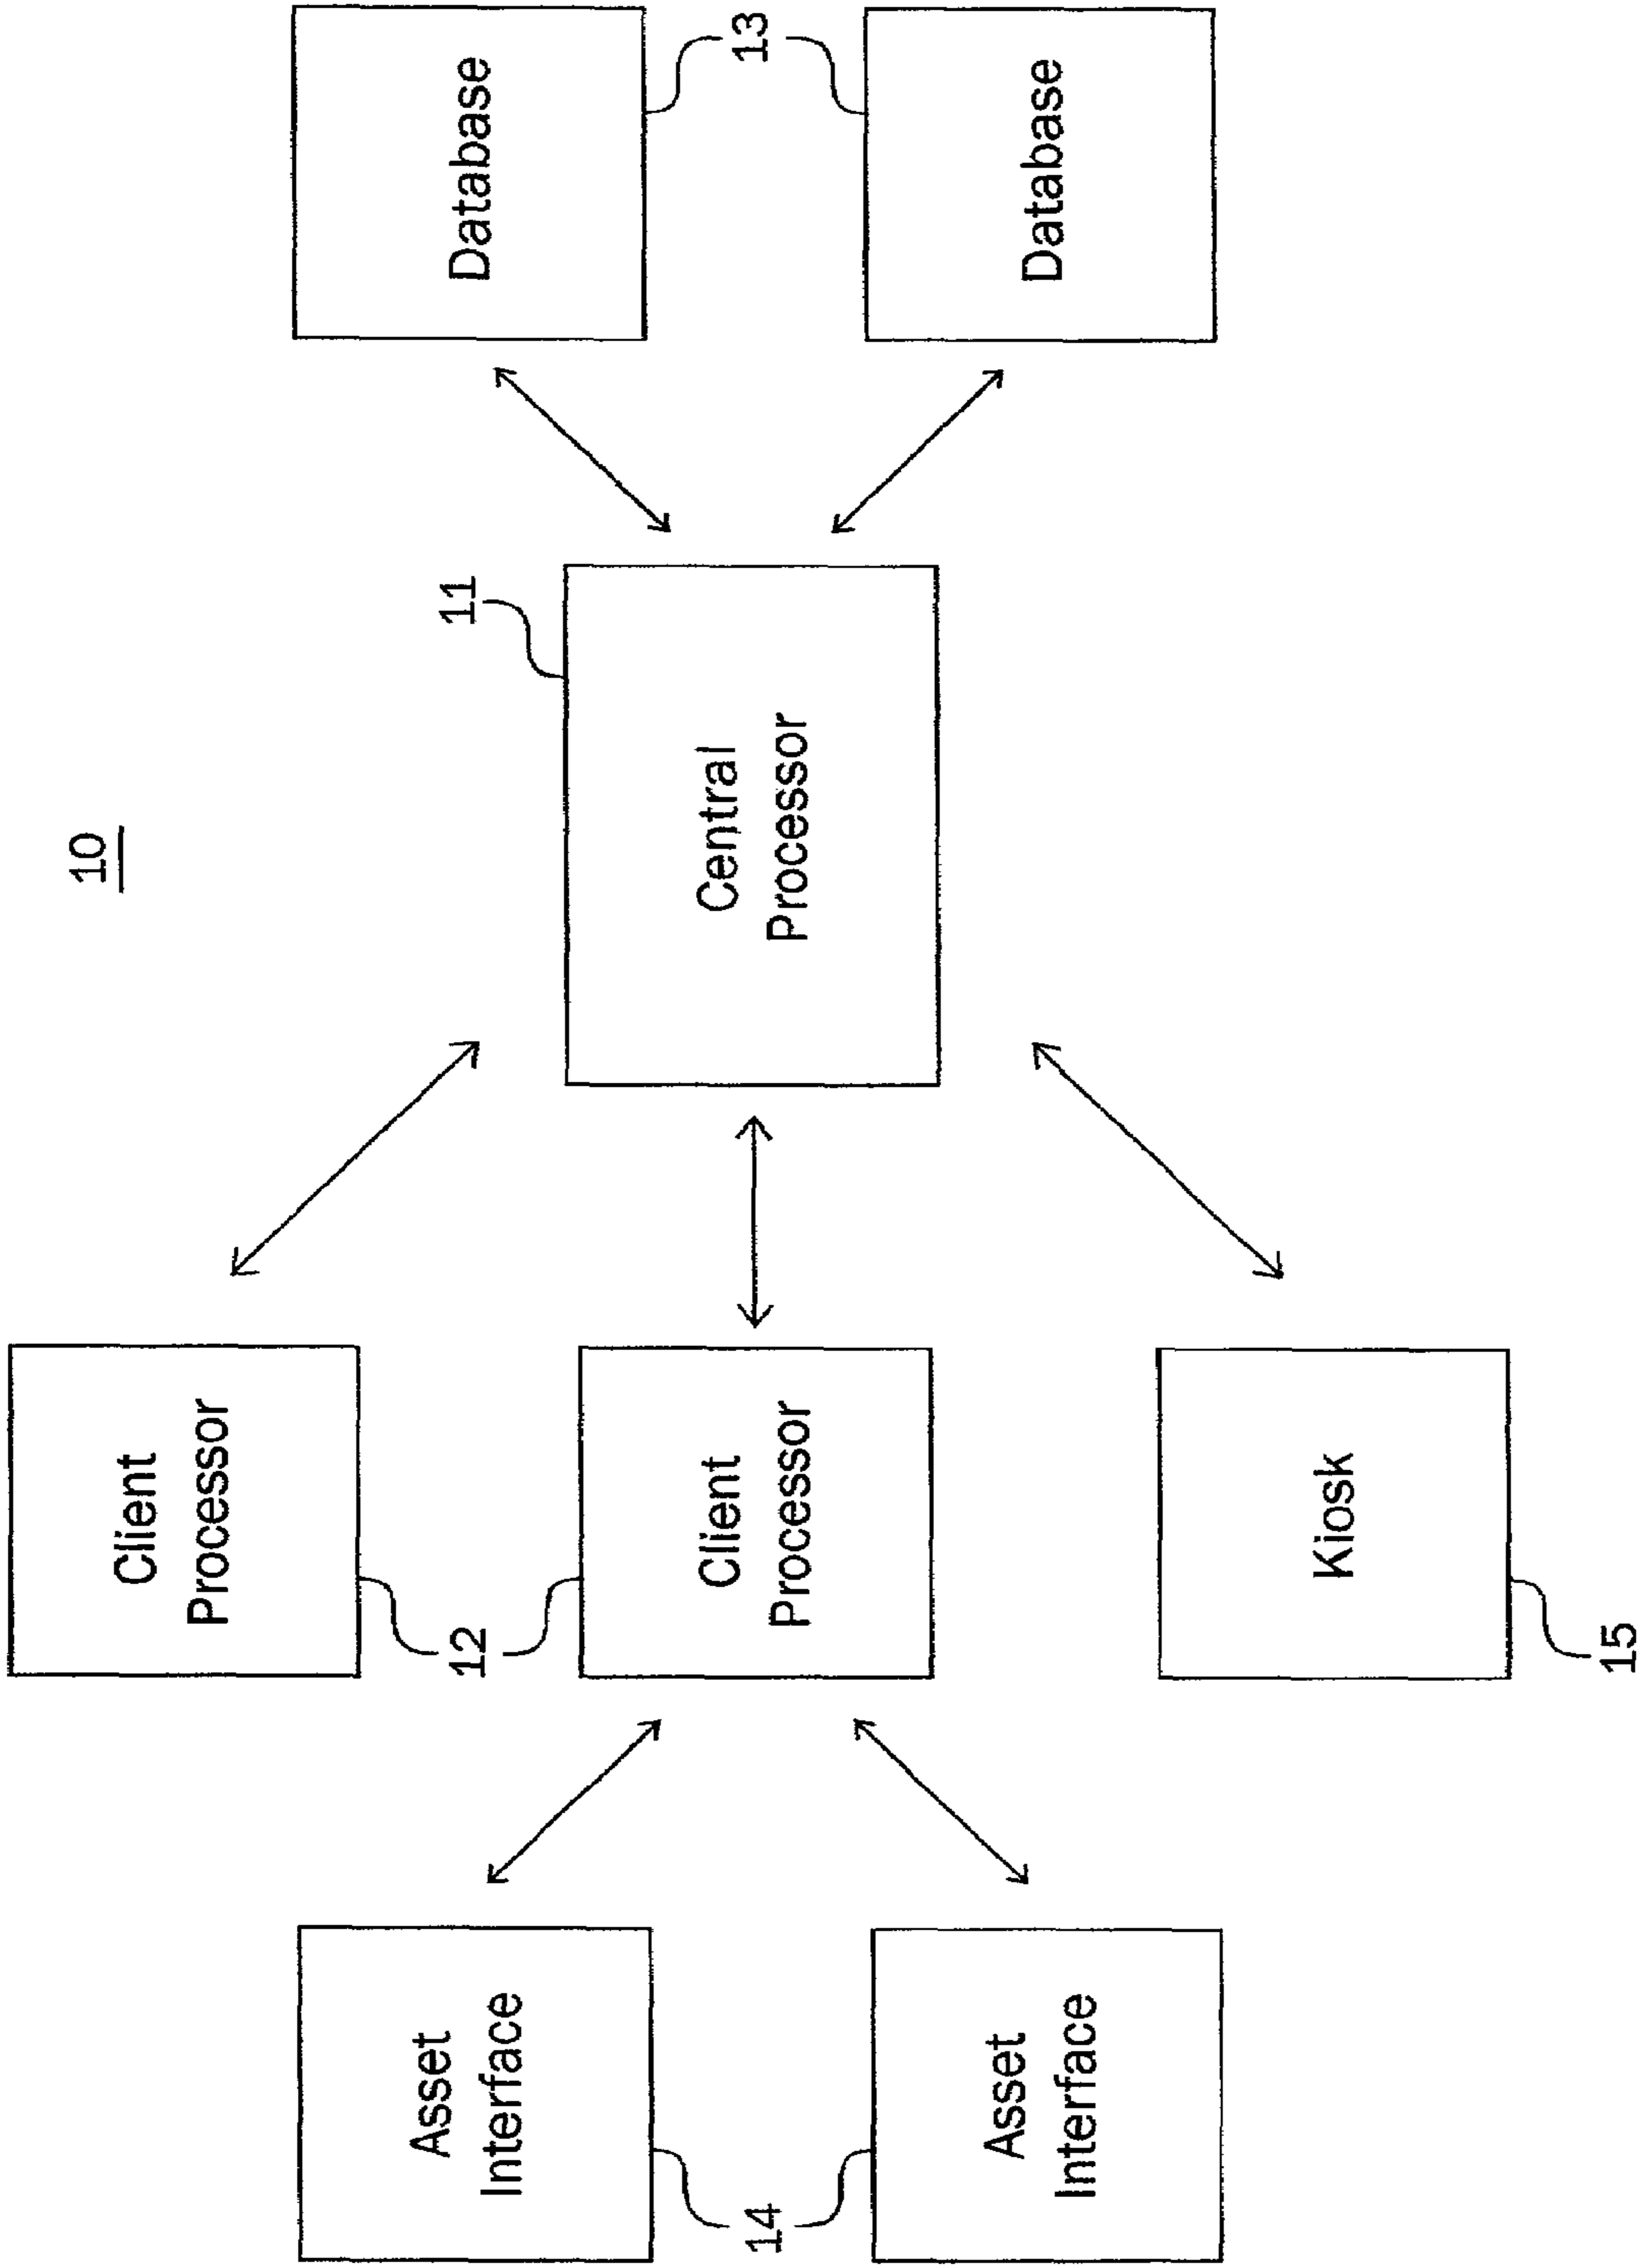 10
Client
Processor
Asset
Interface
12
11
Database
14
Client
Processor
Central
Processor
13
Asset
Interface
Database
Kiosk
15